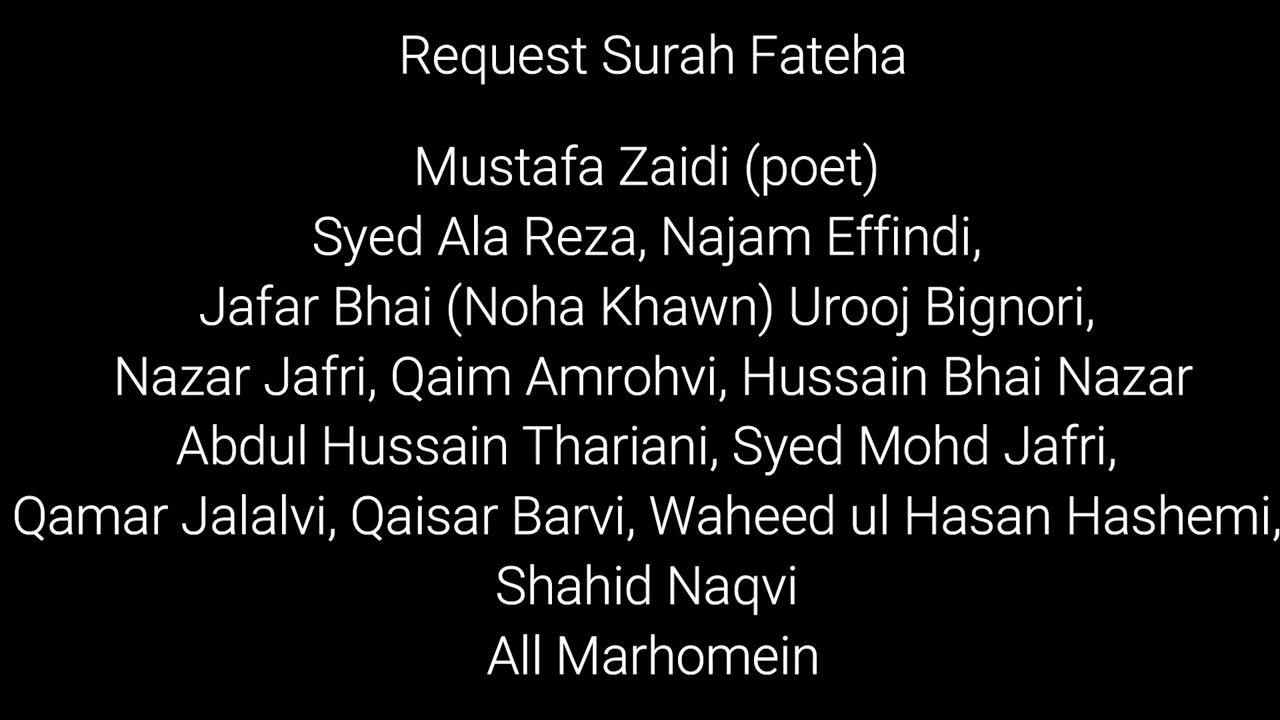 Request Surah Fateha
Mustafa Zaidi (poet)
Syed Ala Reza, Najam Effindi,
Jafar Bhai (Noha Khawn) Urooj Bignori,
Nazar Jafri, Qaim Amrohvi, Hussain Bhai Nazar
Abdul Hussain Thariani, Syed Mohd Jafri,
Qamar Jalalvi, Qaisar Barvi, Waheed ul Hasan Hashemi,
Shahid Naqvi
All Marhomein